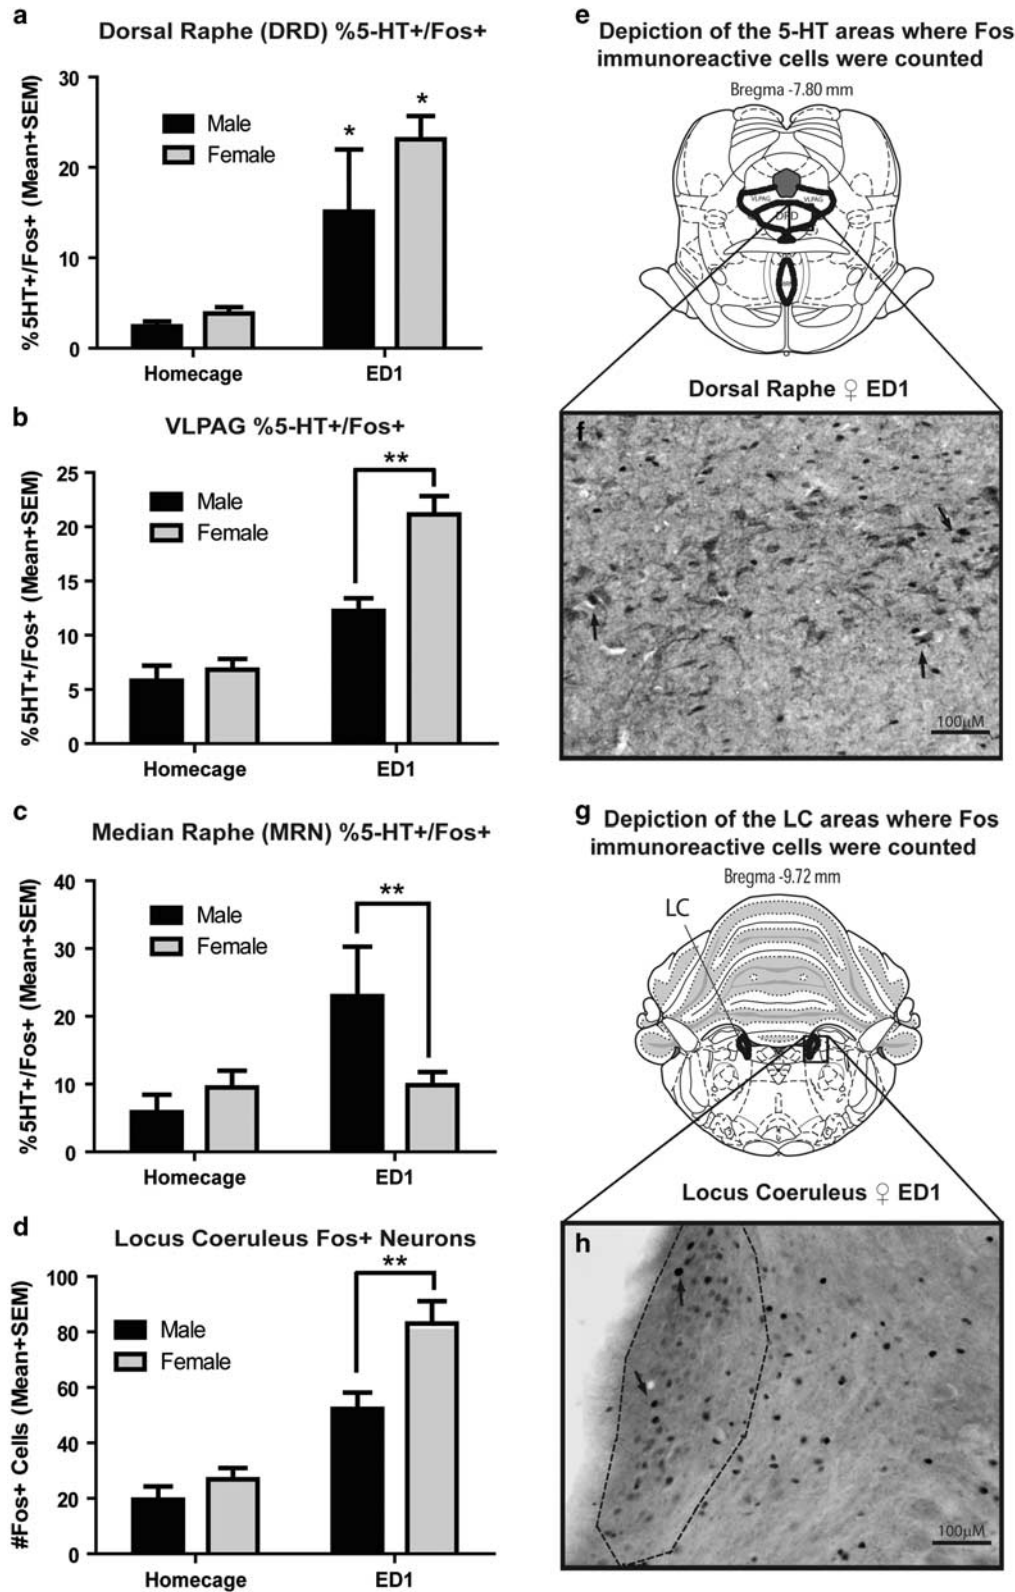 a
Dorsal Raphe (DRD) %5-HT+/Fos+
%5HT+/Fos+ (Mean+SEM)
30
20
10
0
Male
Female
*
*
Homecage
ED1
b
VLPAG %5-HT+/Fos+
%5HT+/Fos+ (Mean+SEM)
25
20
15
10
5
0
Male
Female
**
Homecage
ED1
c
Median Raphe (MRN) %5-HT+/Fos+
%5HT+/Fos+ (Mean+SEM)
40
30
20
10
0
Male
Female
**
Homecage
ED1
d
Locus Coeruleus Fos+ Neurons
#Fos+ Cells (Mean+SEM)
100
80
60
40
20
0
Male
Female
**
Homecage
ED1
e
Depiction of the 5-HT areas where Fos
immunoreactive cells were counted
Bregma -7.80 mm
VLPAG
VLPAG
DRD
Dorsal Raphe ♀ ED1
f
100µM
g
Depiction of the LC areas where Fos
immunoreactive cells were counted
Bregma -9.72 mm
LC
Locus Coeruleus ♀ ED1
h
100µM